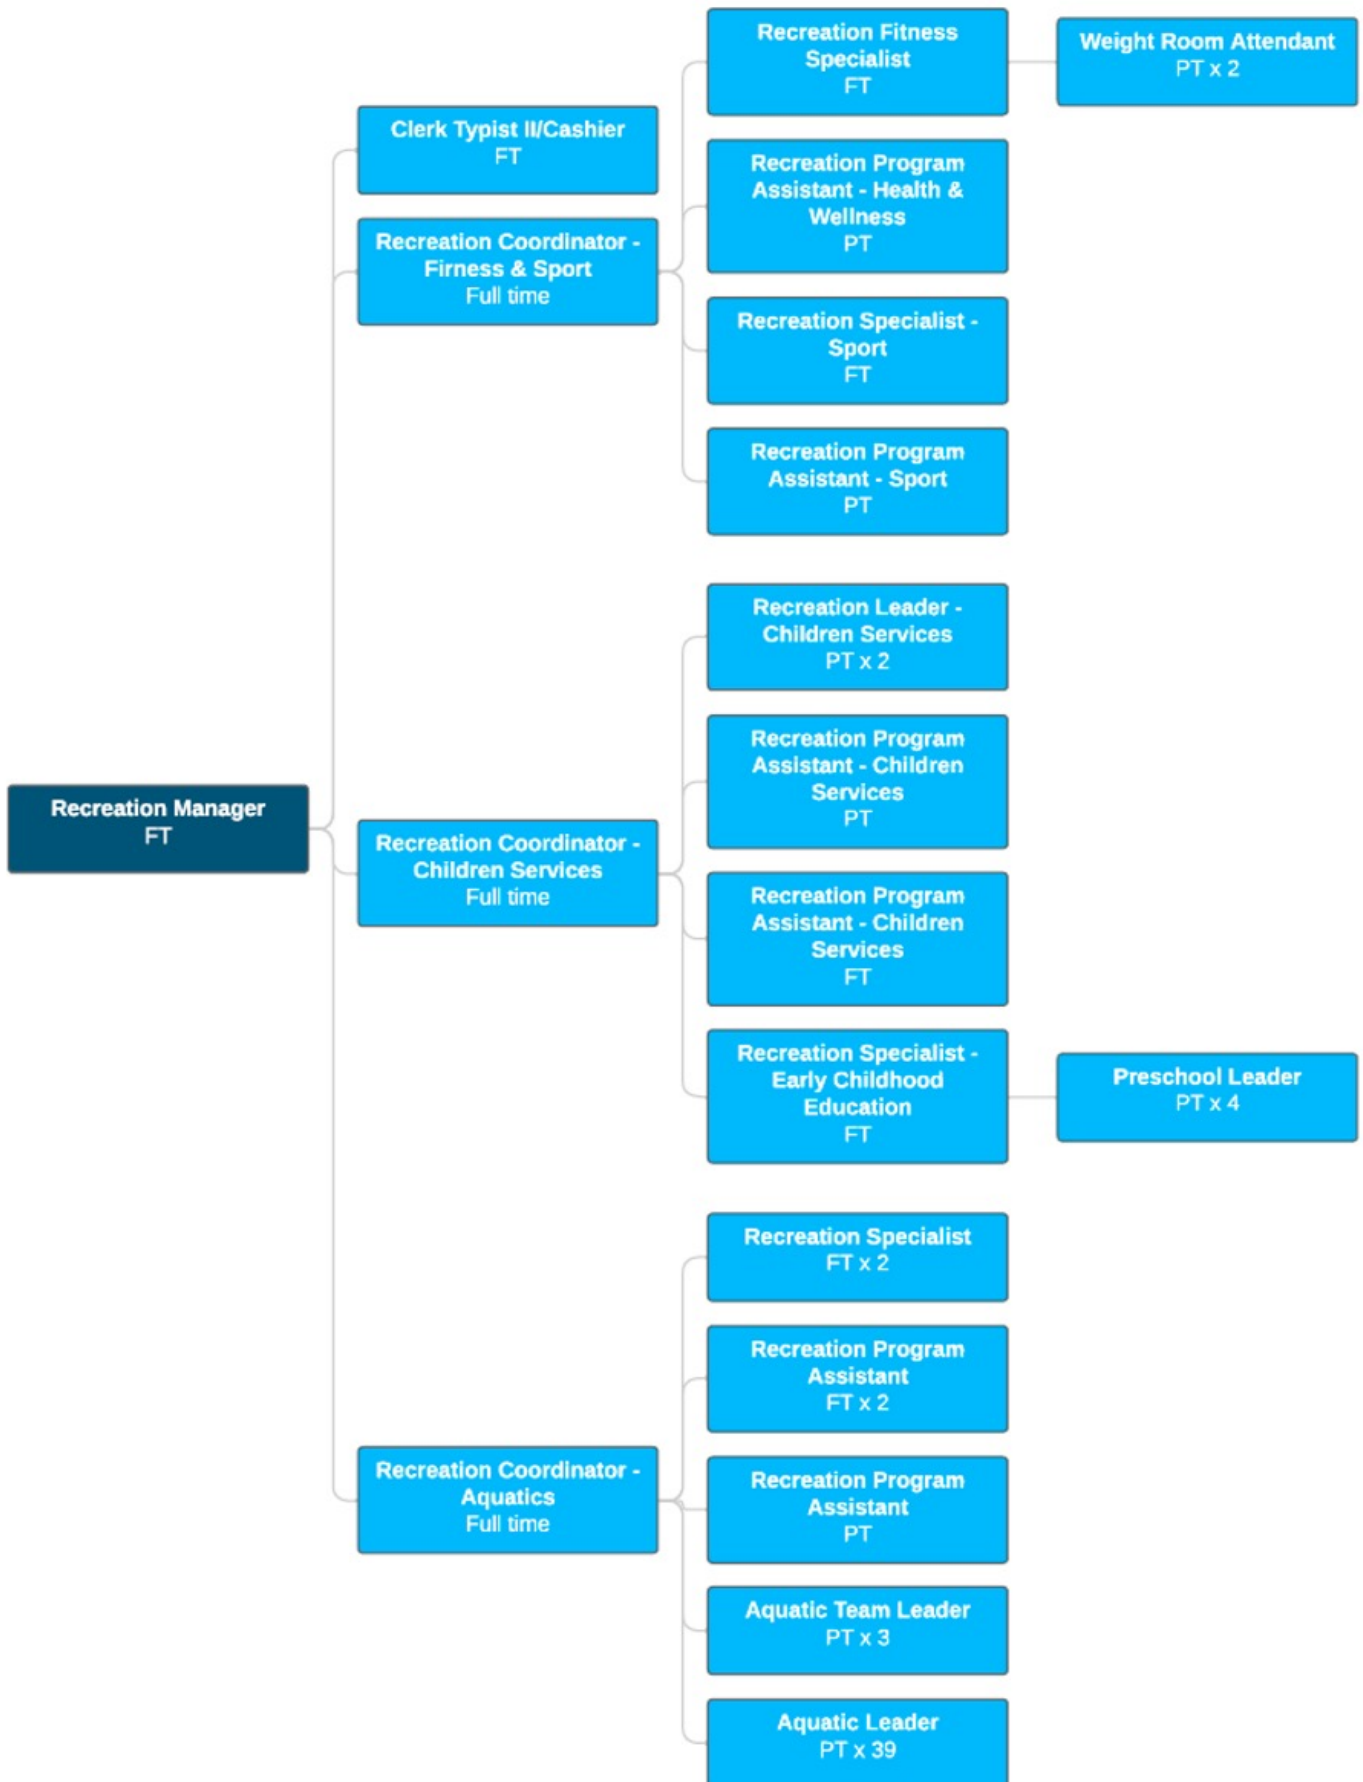 Recreation Manager
FT
Clerk Typist II/Cashier
FT
Recreation Coordinator -
Firness & Sport
Full time
Recreation Fitness
Specialist
FT
Weight Room Attendant
PT x 2
Recreation Program
Assistant - Health &
Wellness
PT
Recreation Specialist -
Sport
FT
Recreation Program
Assistant - Sport
PT
Recreation Coordinator -
Children Services
Full time
Recreation Leader -
Children Services
PT x 2
Recreation Program
Assistant - Children
Services
PT
Recreation Program
Assistant - Children
Services
FT
Recreation Specialist -
Early Childhood
Education
FT
Preschool Leader
PT x 4
Recreation Coordinator -
Aquatics
Full time
Recreation Specialist
FT x 2
Recreation Program
Assistant
FT x 2
Recreation Program
Assistant
PT
Aquatic Team Leader
PT x 3
Aquatic Leader
PT x 39